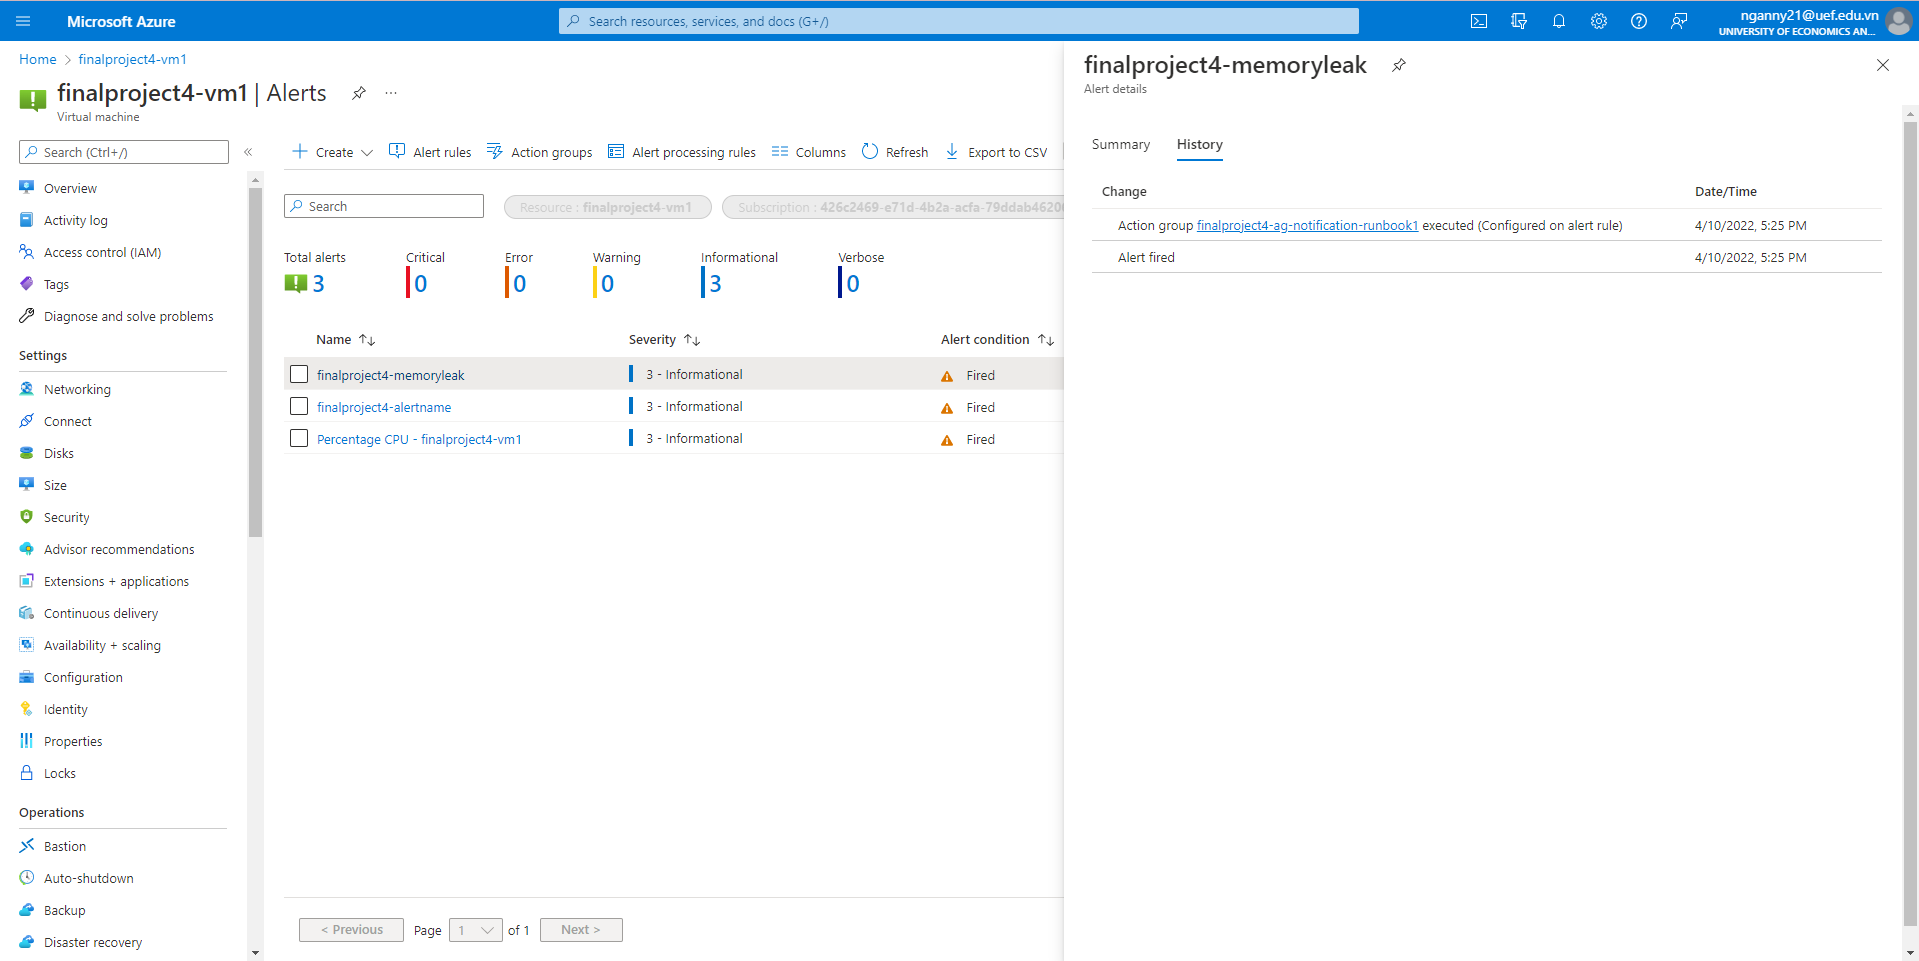 Microsoft Azure
Search resources, services, and docs (G+/)
nganny21@uef.edu.vn
UNIVERSITY OF ECONOMICS AN...
Home > finalproject4-vm1
finalproject4-vm1 | Alerts ...
Virtual machine
Search (Ctrl+/)
«
Overview
Activity log
Access control (IAM)
Tags
Diagnose and solve problems
Settings
Networking
Connect
Disks
Size
Security
Advisor recommendations
Extensions + applications
Continuous delivery
Availability + scaling
Configuration
Identity
Properties
Locks
Operations
Bastion
Auto-shutdown
Backup
Disaster recovery
Create Alert rules Action groups Alert processing rules Columns Refresh Export to CSV
Search Resource : finalproject4-vm1 Subscription : 426c2469-e71d-4b2a-acfa-79ddab4620
Total alerts Critical Error Warning Informational Verbose
3 0 0 0 3 0
Name Severity Alert condition
finalproject4-memoryleak 3 - Informational Fired
finalproject4-alertname 3 - Informational Fired
Percentage CPU - finalproject4-vm1 3 - Informational Fired
< Previous Page 1 of 1 Next >
finalproject4-memoryleak
Alert details
Summary History
Change Date/Time
Action group finalproject4-ag-notification-runbook1 executed (Configured on alert rule) 4/10/2022, 5:25 PM
Alert fired 4/10/2022, 5:25 PM